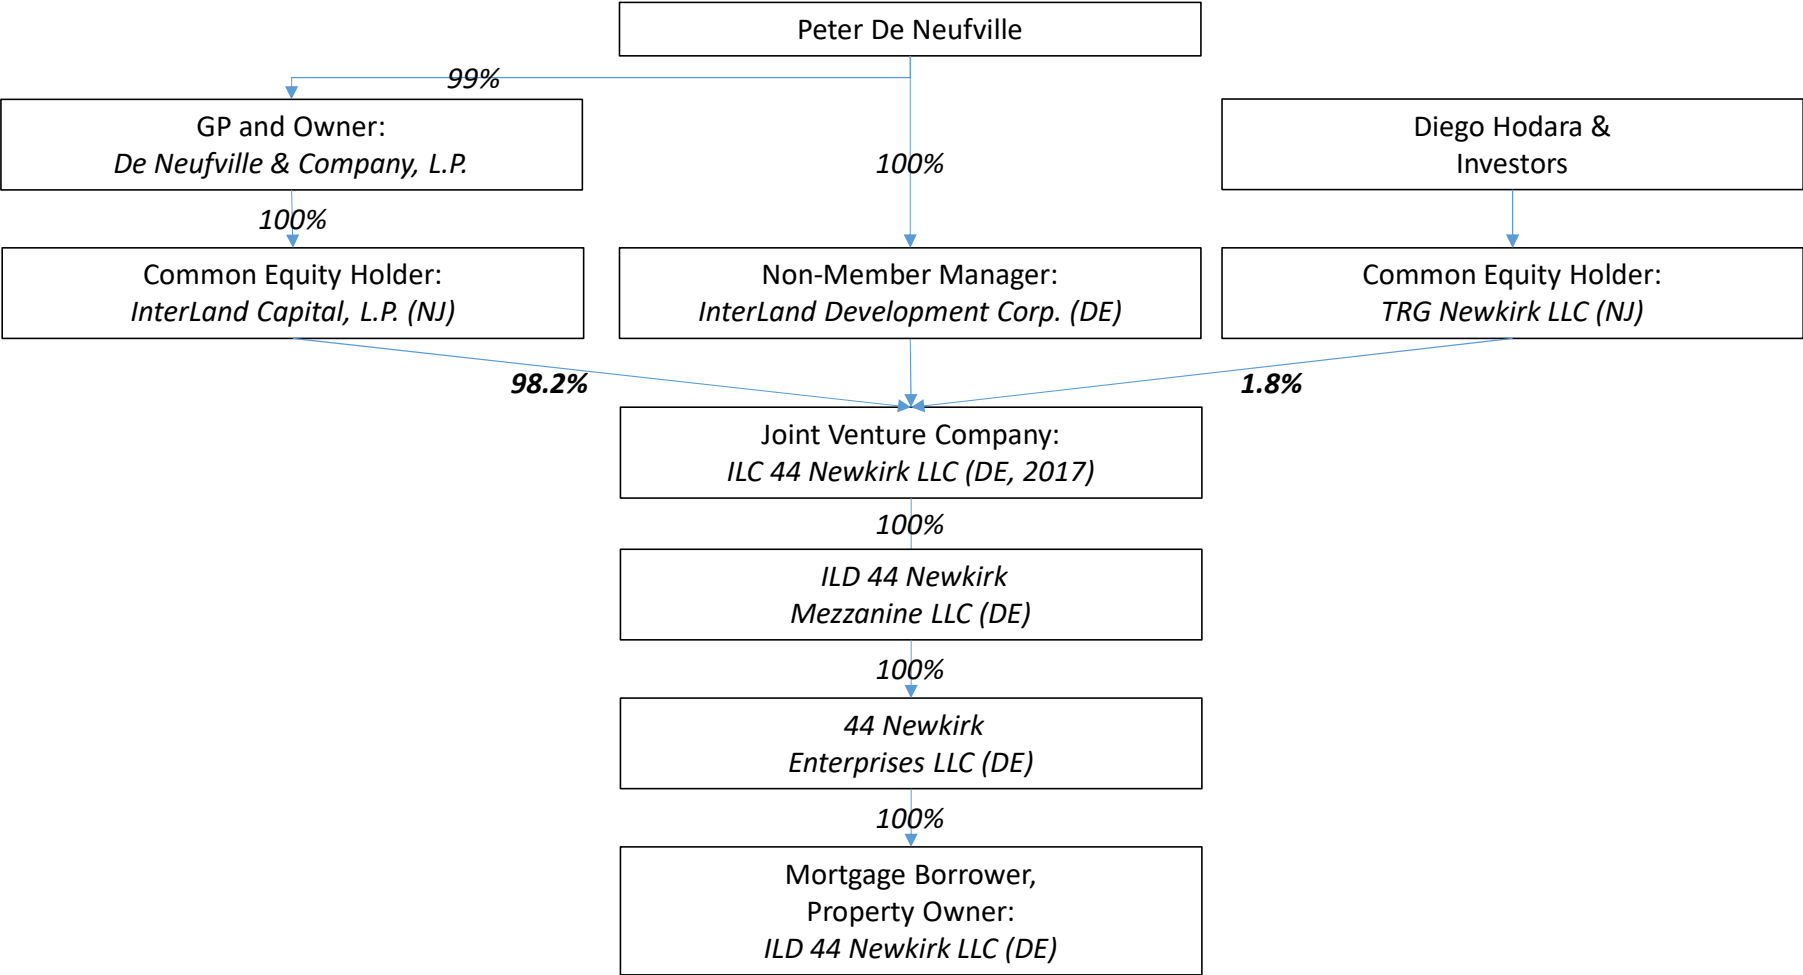 Peter De Neufville
99%
GP and Owner:
De Neufville & Company, L.P.
100%
Diego Hodara &
Investors
100%
Common Equity Holder:
InterLand Capital, L.P. (NJ)
Non-Member Manager:
InterLand Development Corp. (DE)
Common Equity Holder:
TRG Newkirk LLC (NJ)
98.2%
1.8%
Joint Venture Company:
ILC 44 Newkirk LLC (DE, 2017)
100%
ILD 44 Newkirk
Mezzanine LLC (DE)
100%
44 Newkirk
Enterprises LLC (DE)
100%
Mortgage Borrower,
Property Owner:
ILD 44 Newkirk LLC (DE)